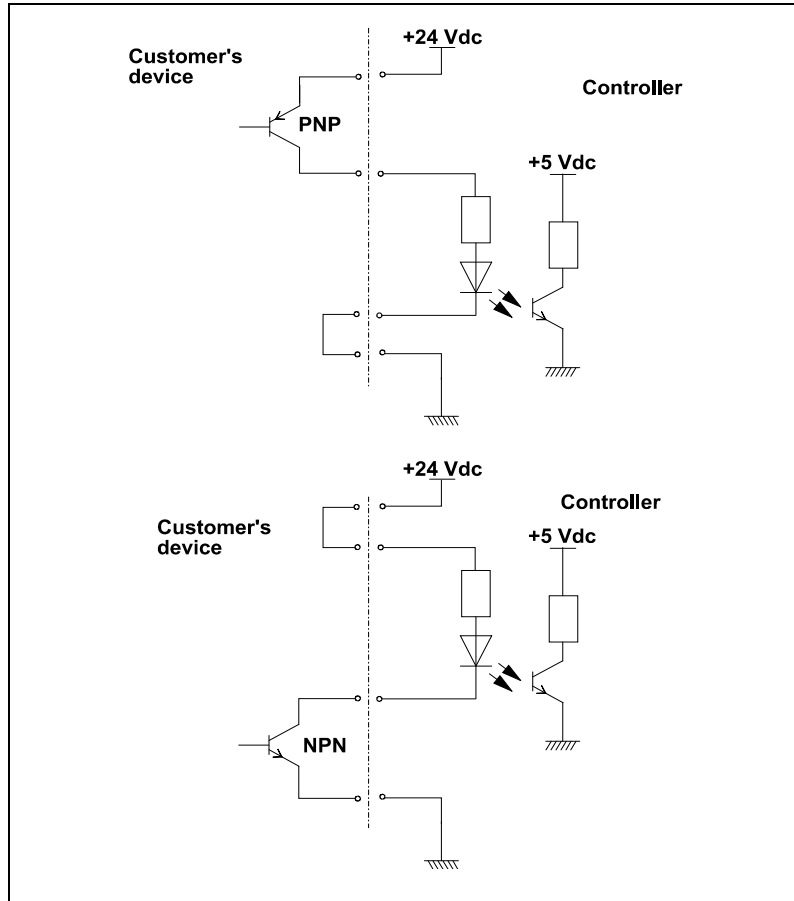 +24 Vdc
Customer's
device
Controller
PNP
+5 Vdc
+24 Vdc
Controller
Customer's
device
+5 Vdc
NPN